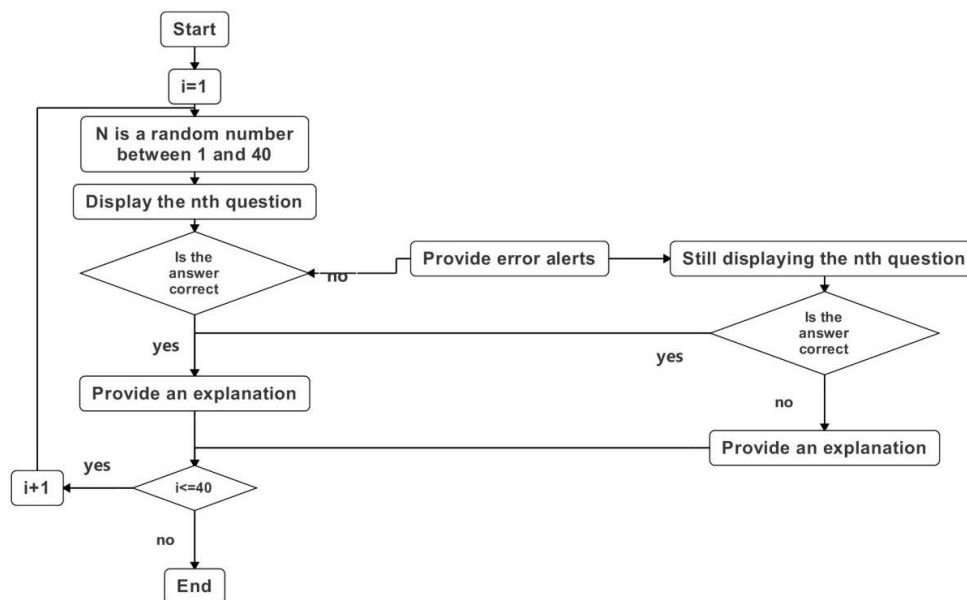 Start
i=1
N is a random number
between 1 and 40
Display the nth question
Is the
answer
correct
no
Provide error alerts
Still displaying the nth question
Is the
answer
correct
yes
yes
Provide an explanation
no
Provide an explanation
yes
i+1
i<=40
no
End